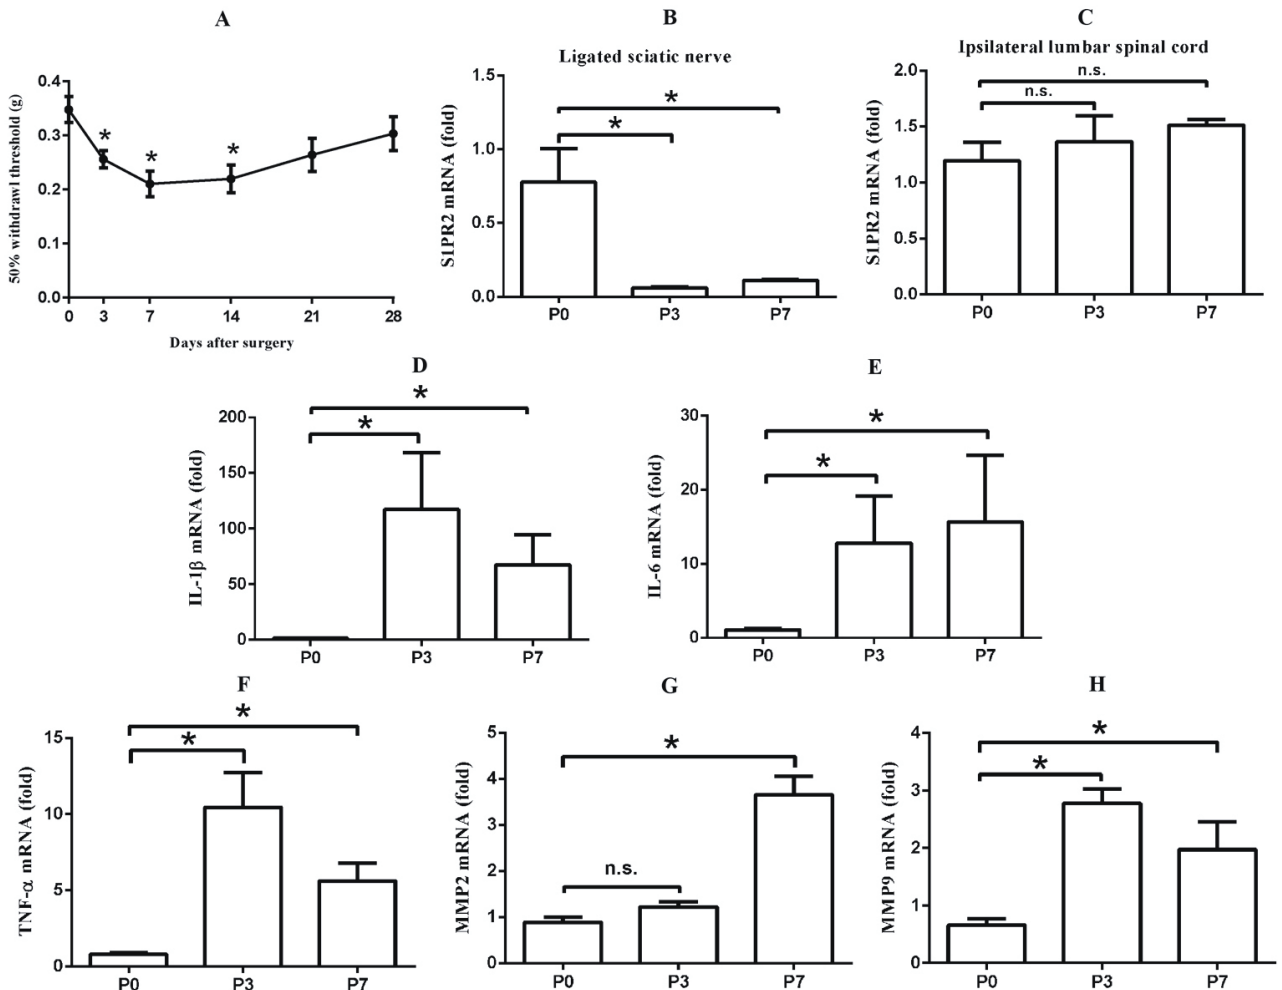 A
50% withdrawl threshold (g)
0.4
0.3
0.2
0.1
0.0
*
*
*
0 3 7 14 21 28
Days after surgery
B
Ligated sciatic nerve
S1PR2 mRNA (fold)
1.5
1.0
0.5
0.0
*
*
P0 P3 P7
C
Ipsilateral lumbar spinal cord
S1PR2 mRNA (fold)
2.0
1.5
1.0
0.5
0.0
n.s.
n.s.
P0 P3 P7
D
IL-1β mRNA (fold)
200
150
100
50
0
*
*
P0 P3 P7
E
IL-6 mRNA (fold)
30
20
10
0
*
*
P0 P3 P7
F
TNF-α mRNA (fold)
15
10
5
0
*
*
P0 P3 P7
G
MMP2 mRNA (fold)
5
4
3
2
1
0
*
n.s.
P0 P3 P7
H
MMP9 mRNA (fold)
4
3
2
1
0
*
*
P0 P3 P7